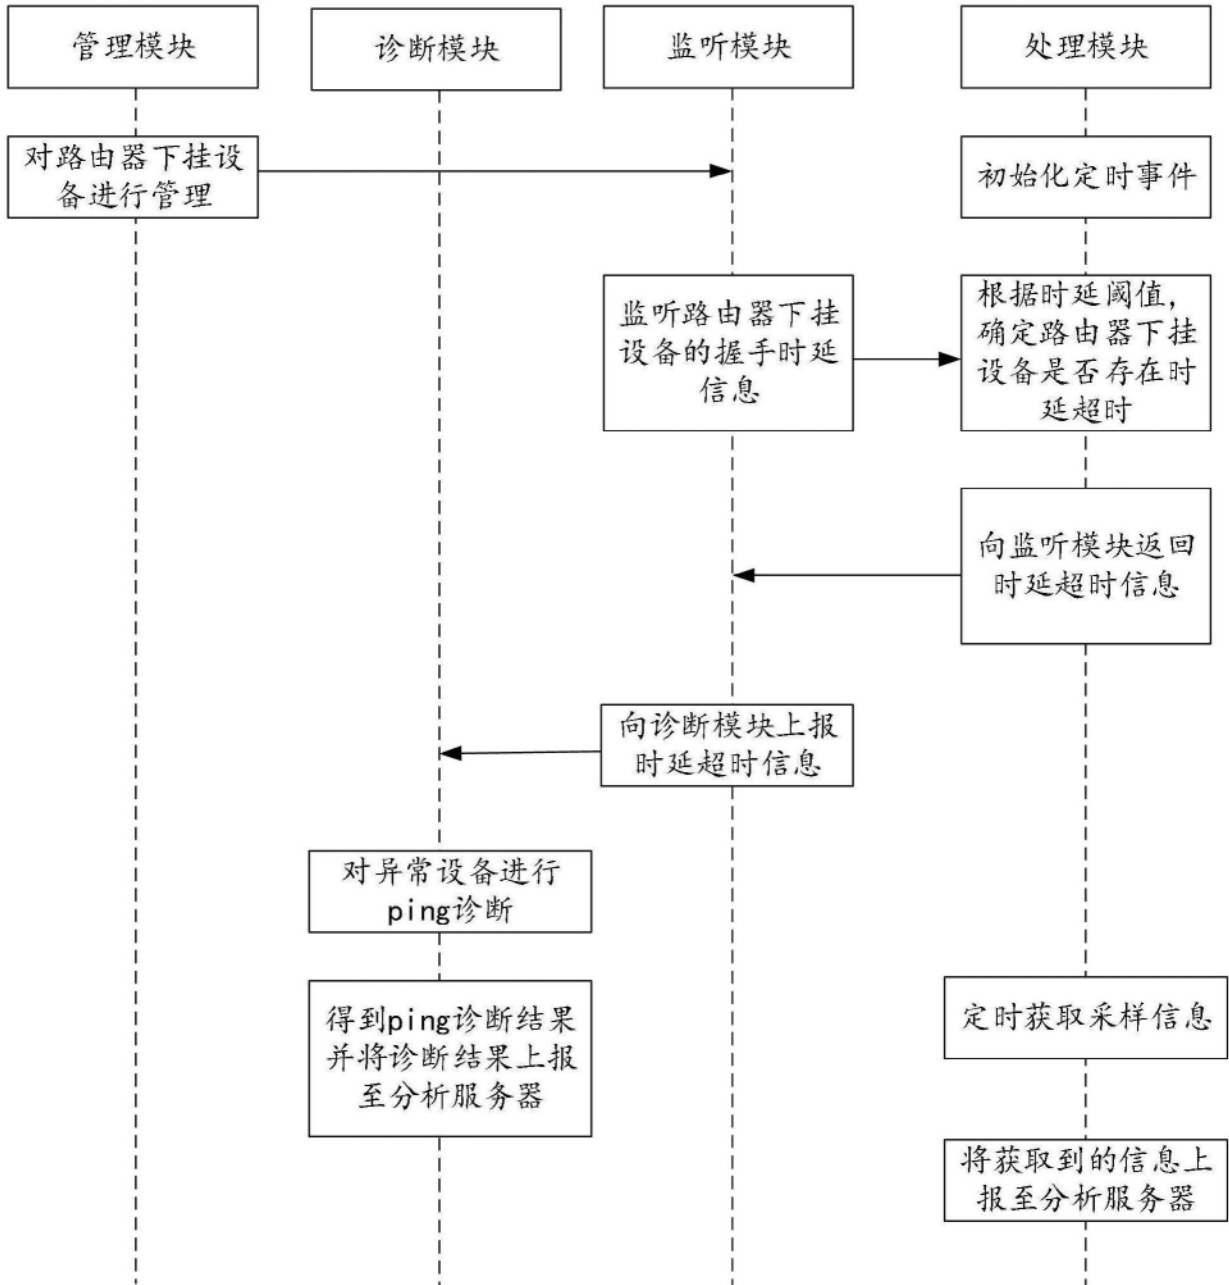 管理模块
诊断模块
监听模块
处理模块
对路由器下挂设
备进行管理
初始化定时事件
监听路由器下挂
设备的握手时延
信息
根据时延阈值，
确定路由器下挂
设备是否存在时
延超时
向监听模块返回
时延超时信息
向诊断模块上报
时延超时信息
对异常设备进行
ping诊断
得到ping诊断结果
并将诊断结果上报
至分析服务器
定时获取采样信息
将获取到的信息上
报至分析服务器